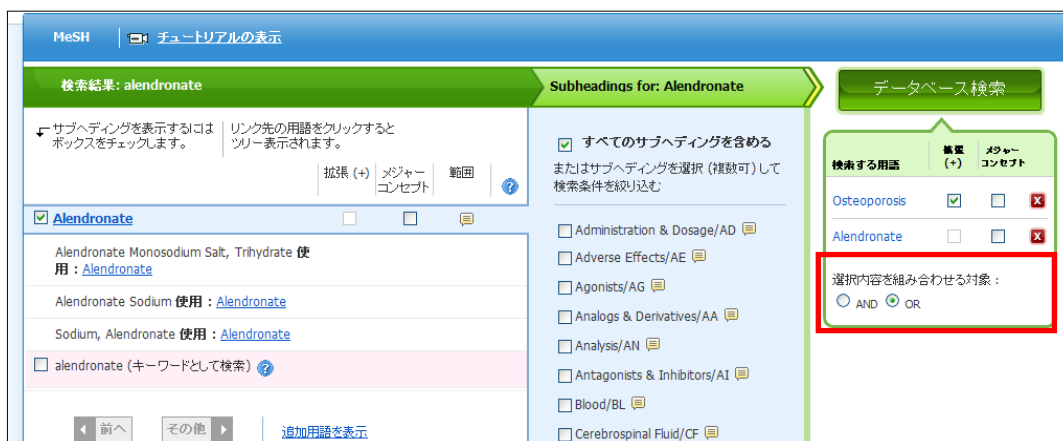 MeSH
チュートリアルの表示
検索結果: alendronate
サブヘディングを表示するには
ボックスをチェックします。
リンク先の用語をクリックすると
ツリー表示されます。
拡張 (+)
メジャー
コンセプト
範囲
Alendronate
Alendronate Monosodium Salt, Trihydrate 使
用 : Alendronate
Alendronate Sodium 使用 : Alendronate
Sodium, Alendronate 使用 : Alendronate
alendronate (キーワードとして検索)
前へ
その他
追加用語を表示
Subheadings for: Alendronate
すべてのサブヘディングを含める
またはサブヘディングを選択 (複数可) して
検索条件を絞り込む
Administration & Dosage/AD
Adverse Effects/AE
Agonists/AG
Analogs & Derivatives/AA
Analysis/AN
Antagonists & Inhibitors/AI
Blood/BL
Cerebrospinal Fluid/CF
データベース検索
検索する用語
拡張
(+)
メジャー
コンセプト
Osteoporosis
Alendronate
選択内容を組み合わせる対象 :
AND OR